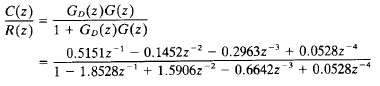 C(z)/R(z) = G_D(z)G(z)/(1 + G_D(z)G(z))
= (0.5151z^-1 - 0.1452z^-2 - 0.2963z^-3 + 0.0528z^-4)/(1 - 1.8528z^-1 + 1.5906z^-2 - 0.6642z^-3 + 0.0528z^-4)